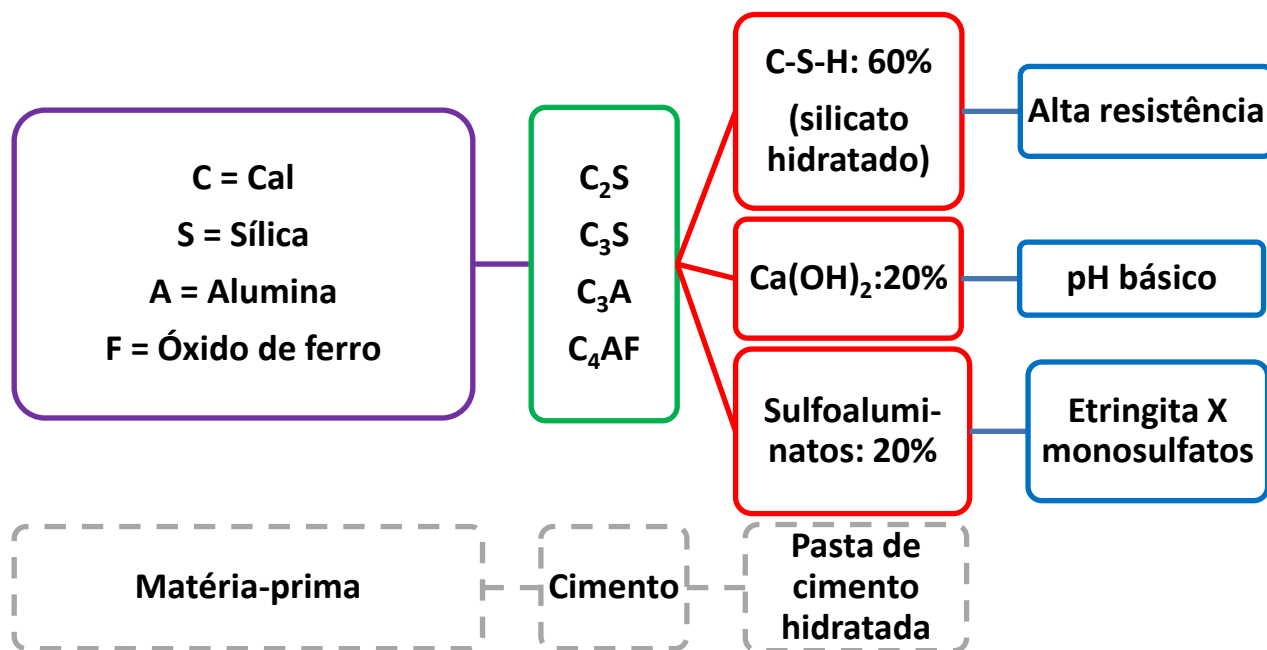 C = Cal
S = Sílica
A = Alumina
F = Óxido de ferro
C₂S
C₃S
C₃A
C₄AF
C-S-H: 60%
(silicato
hidratado)
Alta resistência
Ca(OH)₂:20%
pH básico
Sulfoalumi-
natos: 20%
Etringita X
monosulfatos
Matéria-prima
Cimento
Pasta de
cimento
hidratada